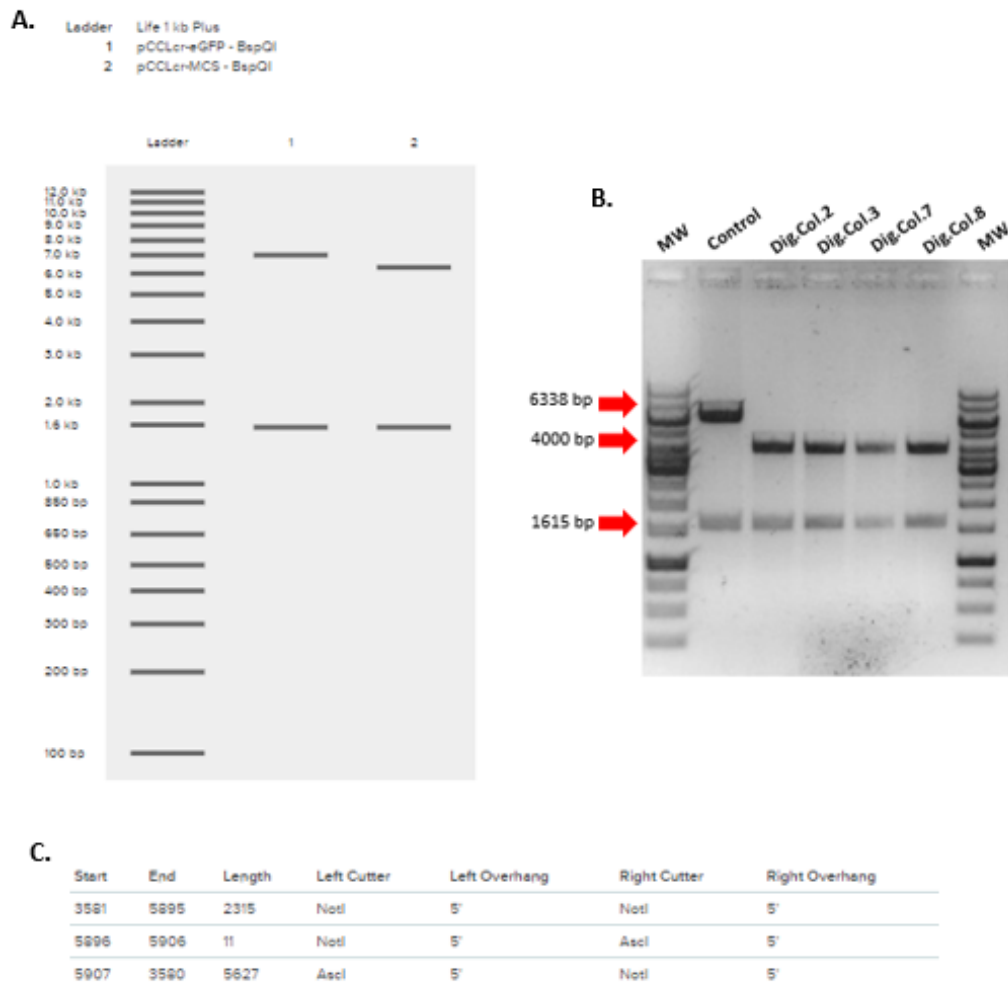 A.
Ladder Life 1 kb Plus
1 pCCLcr-eGFP - BspQI
2 pCCLcr-MCS - BspQI
Ladder 1 2
12.0 kb
11.0 kb
10.0 kb
9.0 kb
8.0 kb
7.0 kb
6.0 kb
5.0 kb
4.0 kb
3.0 kb
2.0 kb
1.6 kb
1.0 kb
850 bp
650 bp
500 bp
400 bp
300 bp
200 bp
100 bp
B.
MW Control Dig.Col.2 Dig.Col.3 Dig.Col.7 Dig.Col.8 MW
6338 bp
4000 bp
1615 bp
C.
Start End Length Left Cutter Left Overhang Right Cutter Right Overhang
3581 5895 2315 NotI 5' NotI 5'
5896 5906 11 NotI 5' AscI 5'
5907 3580 5627 AscI 5' NotI 5'